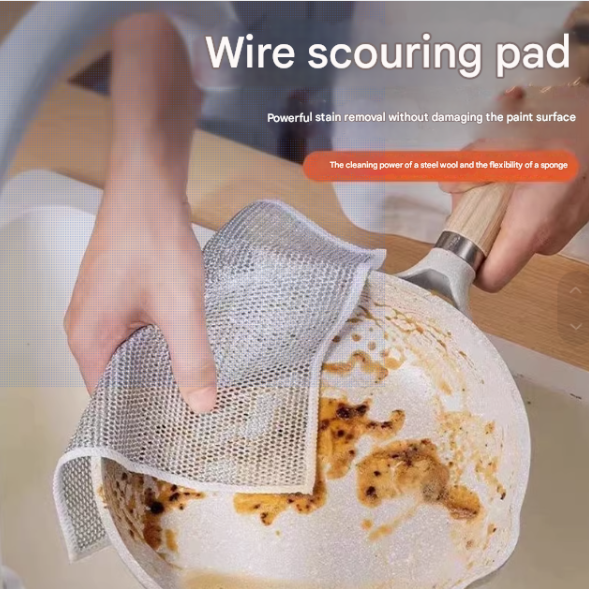 Wire scouring pad
Powerful stain removal without damaging the paint surface
The cleaning power of a steel wool and the flexibility of a sponge